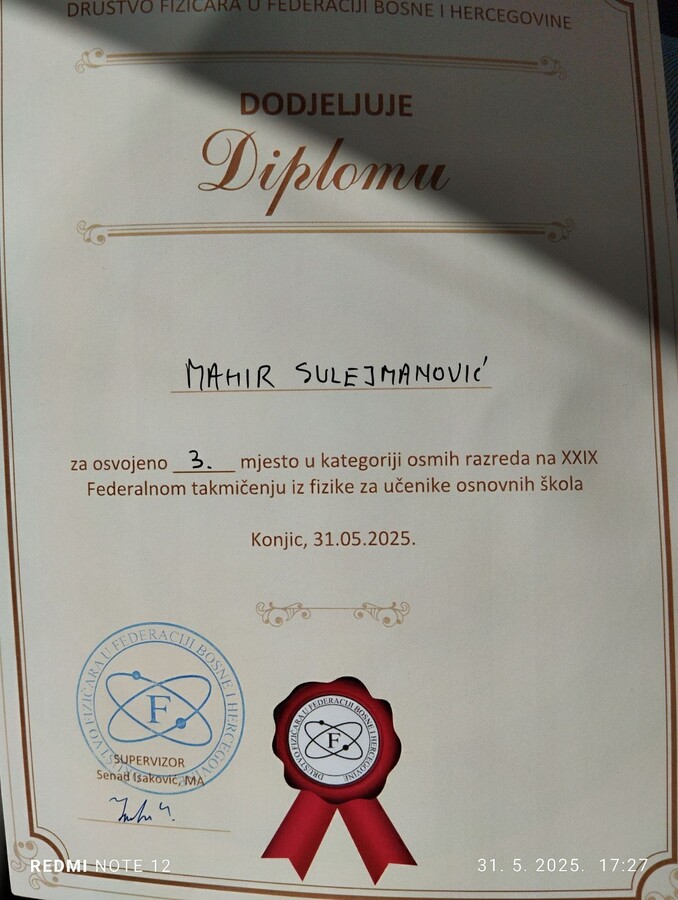 DRUŠTVO FIZIČARA U FEDERACIJI BOSNE I HERCEGOVINE
DODJELJUJE
Diplomu
MAHIR SULEJMANOVIĆ
za osvojeno 3. mjesto u kategoriji osmih razreda na XXIX
Federalnom takmičenju iz fizike za učenike osnovnih škola
Konjic, 31.05.2025.
DRUŠTVO FIZIČARA U FEDERACIJI BOSNE I HERCEGOVINE
F
SUPERVIZOR
Senad Isaković, MA
DRUŠTVO FIZIČARA U FEDERACIJI BOSNE I HERCEGOVINE
F
REDMI NOTE 12
31. 5. 2025. 17:27